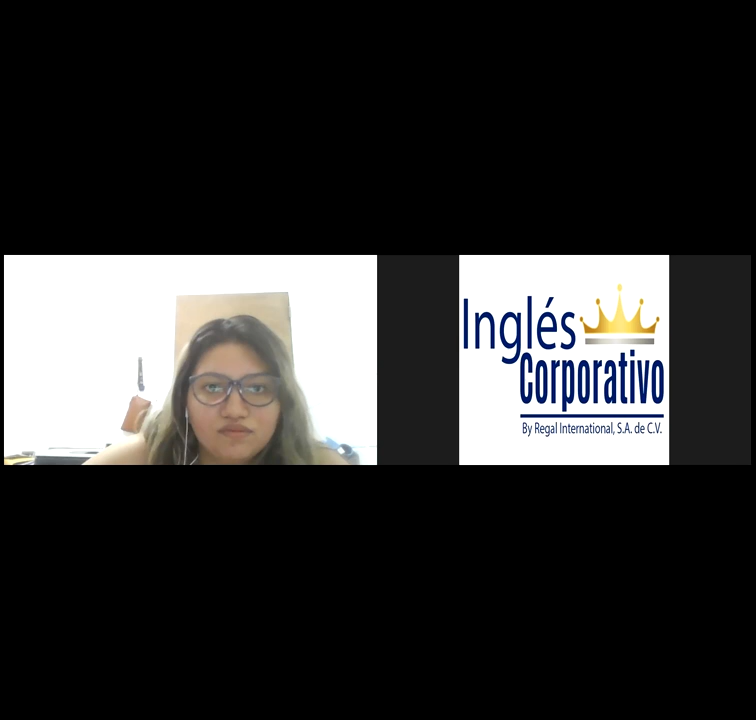 Inglés
Corporativo
By Regal International, S.A. de C.V.